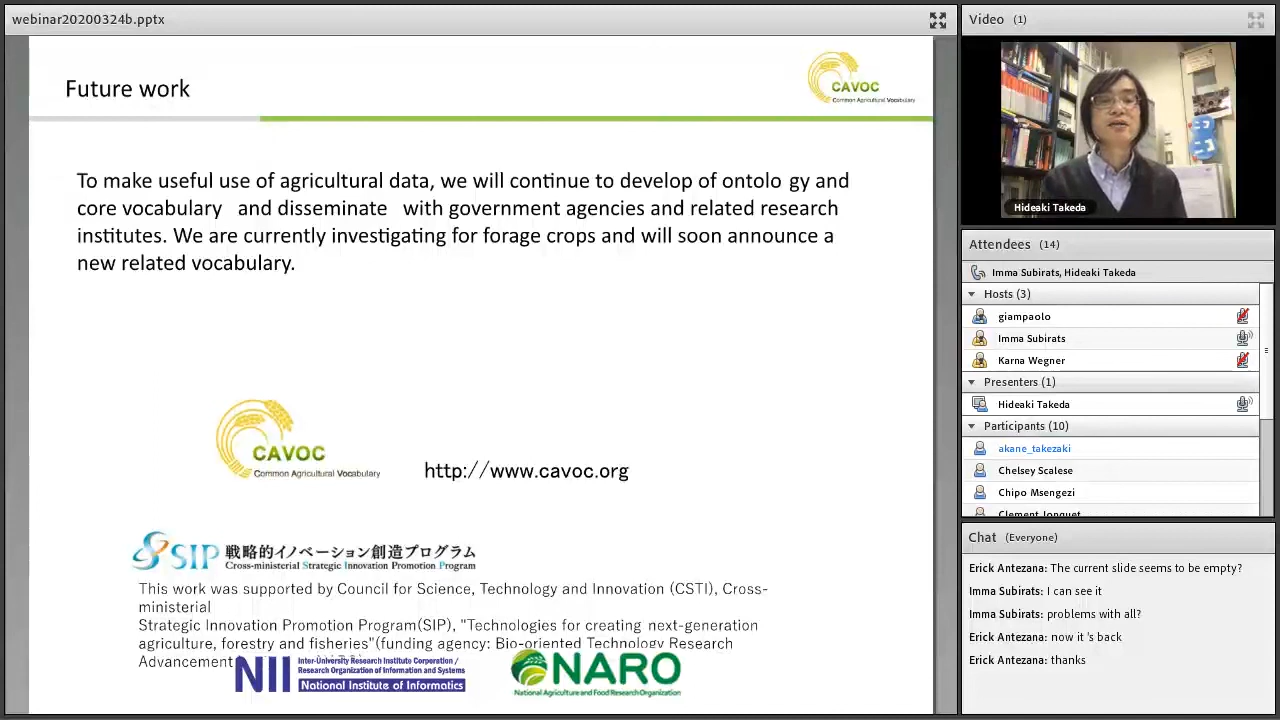 webinar20200324b.pptx
Future work
CAVOC
Common Agricultural Vocabulary
To make useful use of agricultural data, we will continue to develop of ontolo gy and
core vocabulary and disseminate with government agencies and related research
institutes. We are currently investigating for forage crops and will soon announce a
new related vocabulary.
CAVOC
Common Agricultural Vocabulary
http://www.cavoc.org
SIP 戦略的イノベーション創造プログラム
Cross-ministerial Strategic Innovation Promotion Program
This work was supported by Council for Science, Technology and Innovation (CSTI), Cross-
ministerial
Strategic Innovation Promotion Program(SIP), "Technologies for creating next-generation
agriculture, forestry and fisheries"(funding agency: Bio-oriented Technology Research
Advancement
NII Inter-University Research Institute Corporation /
Research Organization of Information and Systems
National Institute of Informatics
NARO
National Agriculture and Food Research Organization
Video (1)
Hideaki Takeda
Attendees (14)
Imma Subirats, Hideaki Takeda
Hosts (3)
giampaolo
Imma Subirats
Karna Wegner
Presenters (1)
Hideaki Takeda
Participants (10)
akane_takezaki
Chelsey Scalese
Chipo Msengezi
Clement Jonquet
Chat (Everyone)
Erick Antezana: The current slide seems to be empty?
Imma Subirats: I can see it
Imma Subirats: problems with all?
Erick Antezana: now it 's back
Erick Antezana: thanks